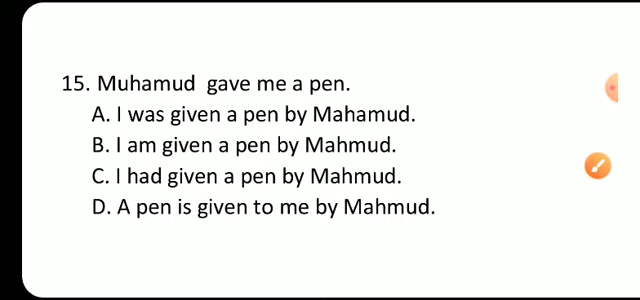 15. Muhamud gave me a pen.
A. I was given a pen by Mahamud.
B. I am given a pen by Mahmud.
C. I had given a pen by Mahmud.
D. A pen is given to me by Mahmud.